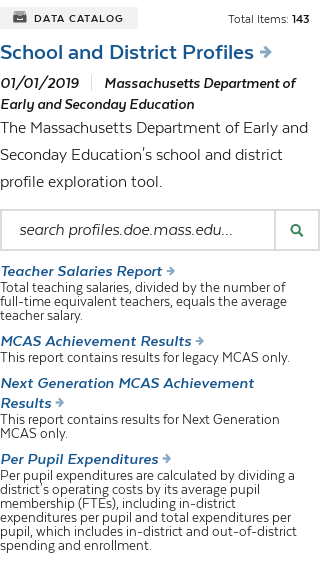 DATA CATALOG
Total Items: 143
School and District Profiles
01/01/2019 Massachusetts Department of
Early and Seconday Education
The Massachusetts Department of Early and
Seconday Education's school and district
profile exploration tool.
search profiles.doe.mass.edu...
Teacher Salaries Report
Total teaching salaries, divided by the number of
full-time equivalent teachers, equals the average
teacher salary.
MCAS Achievement Results
This report contains results for legacy MCAS only.
Next Generation MCAS Achievement
Results
This report contains results for Next Generation
MCAS only.
Per Pupil Expenditures
Per pupil expenditures are calculated by dividing a
district's operating costs by its average pupil
membership (FTEs), including in-district
expenditures per pupil and total expenditures per
pupil, which includes in-district and out-of-district
spending and enrollment.